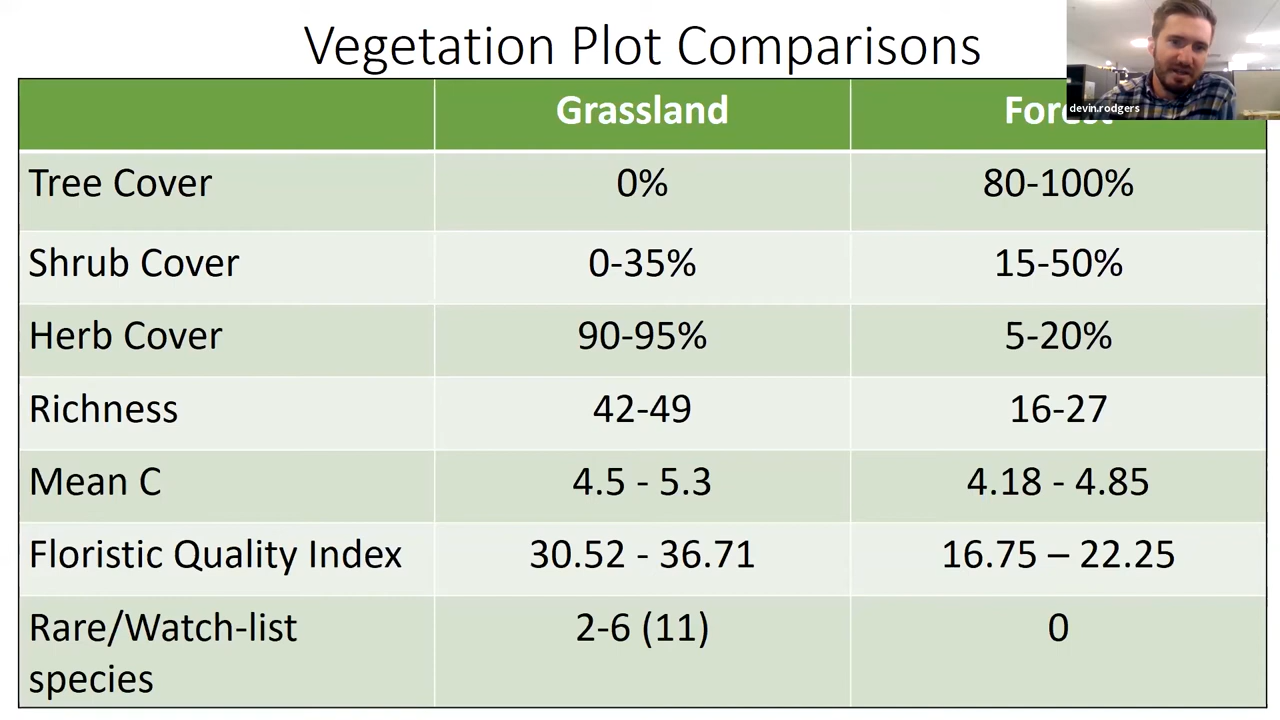 Vegetation Plot Comparisons
Grassland Forest
devin.rodgers
Tree Cover 0% 80-100%
Shrub Cover 0-35% 15-50%
Herb Cover 90-95% 5-20%
Richness 42-49 16-27
Mean C 4.5 - 5.3 4.18 - 4.85
Floristic Quality Index 30.52 - 36.71 16.75 – 22.25
Rare/Watch-list 2-6 (11) 0
species